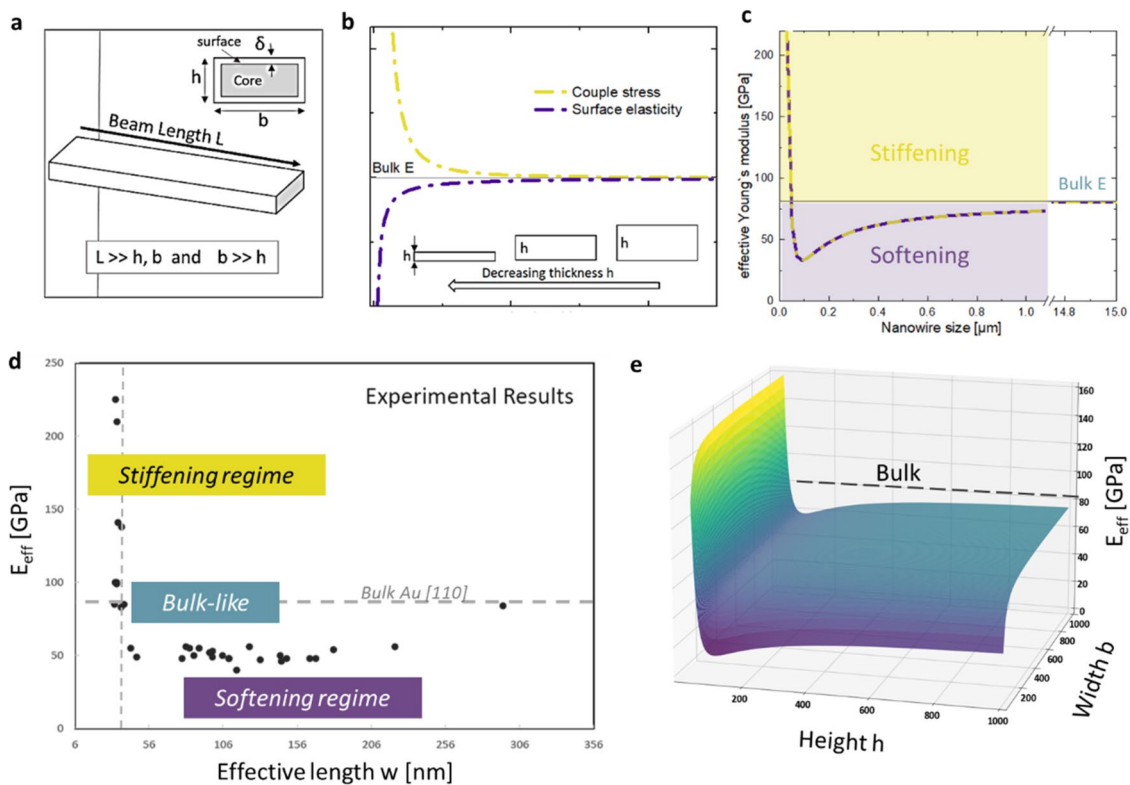 a
surface
δ
h
Core
b
Beam Length L
L >> h, b and b >> h
b
Couple stress
Surface elasticity
Bulk E
h
h
h
Decreasing thickness h
c
effective Young`s modulus [GPa]
200
150
100
50
0
Stiffening
Bulk E
Softening
0.0 0.2 0.4 0.6 0.8 1.0 14.8 15.0
Nanowire size [µm]
d
Experimental Results
E_eff [GPa]
250
200
150
100
50
0
Stiffening regime
Bulk-like
Bulk Au [110]
Softening regime
6 56 106 156 206 256 306 356
Effective length w [nm]
e
Bulk
160
140
120
100
80
60
40
20
0
E_eff [GPa]
1000
800
600
400
200
Width b
200 400 600 800 1000
Height h